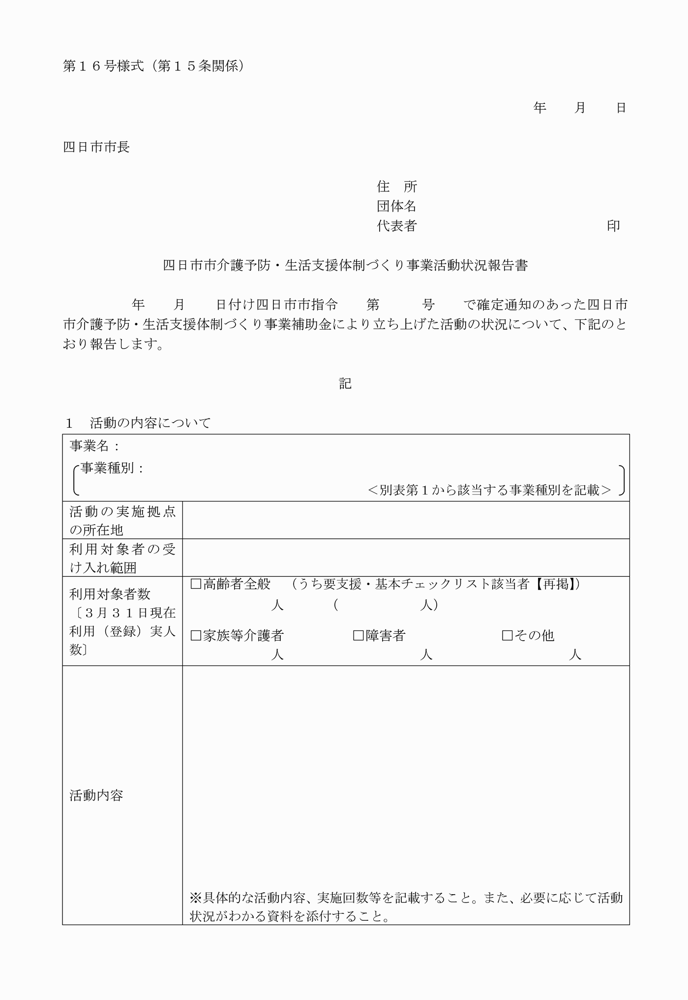 第１６号様式（第１５条関係）
年　　月　　日
四日市市長
住　所
団体名
代表者　　　　　　　　　　　　　　印
四日市市介護予防・生活支援体制づくり事業活動状況報告書
年　　月　　日付け四日市市指令　　第　　　号　　で確定通知のあった四日市
市介護予防・生活支援体制づくり事業補助金により立ち上げた活動の状況について、下記のと
おり報告します。
記
１　活動の内容について
事業名：
事業種別：
＜別表第１から該当する事業種別を記載＞
活動の実施拠点
の所在地
利用対象者の受
け入れ範囲
利用対象者数
〔３月３１日現在
利用（登録）実人
数〕
□高齢者全般　（うち要支援・基本チェックリスト該当者【再掲】）
人　　　（　　　　　　人）
□家族等介護者　　　　　□障害者　　　　　　　□その他
人　　　　　　　　　　人　　　　　　　　　　人
活動内容
※具体的な活動内容、実施回数等を記載すること。また、必要に応じて活動
状況がわかる資料を添付すること。